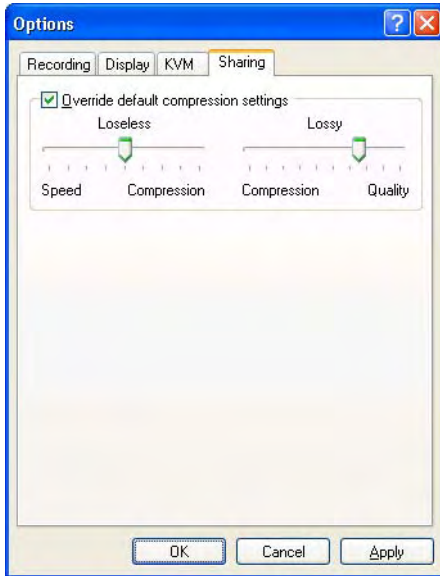 Options
Recording Display KVM Sharing
Override default compression settings
Loseless Lossy
Speed Compression Compression Quality
OK Cancel Apply